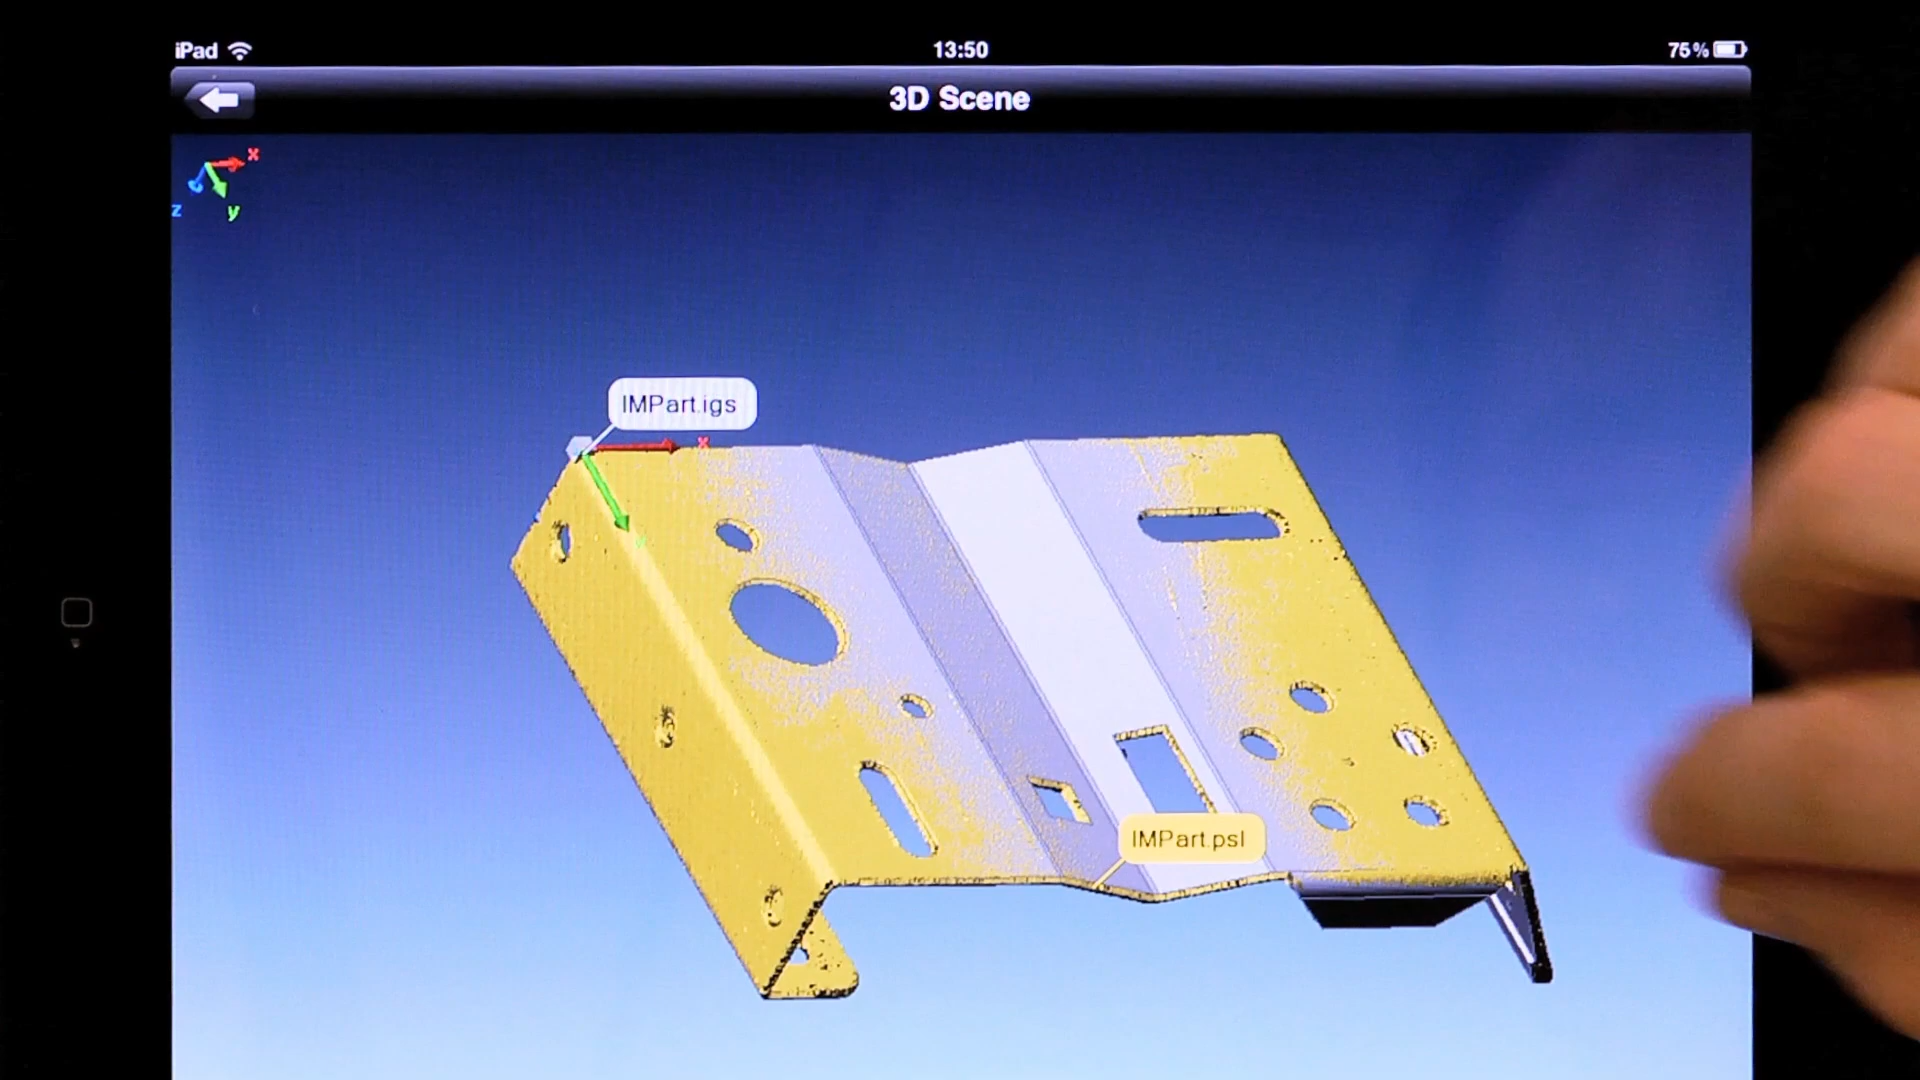 iPad
13:50
75%
3D Scene
x
z
y
IMPart.igs
x
IMPart.psl